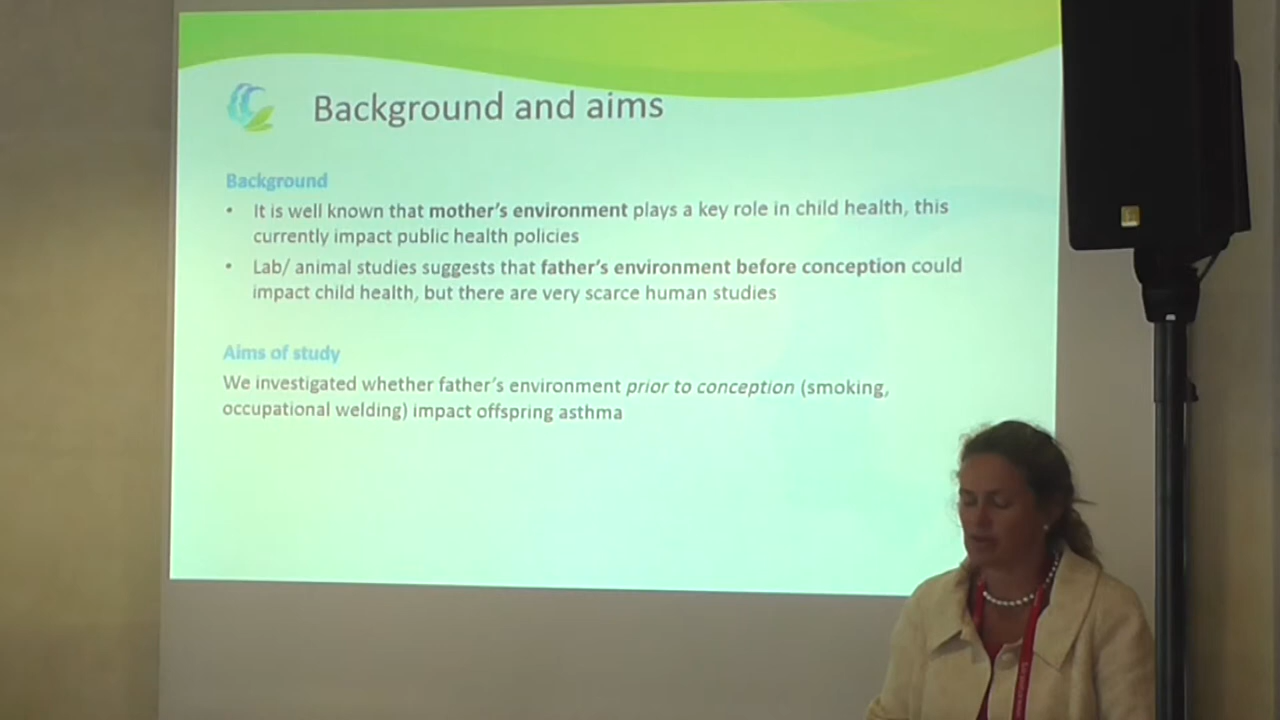 Background and aims
Background
• It is well known that mother's environment plays a key role in child health, this
currently impact public health policies
• Lab/ animal studies suggests that father's environment before conception could
impact child health, but there are very scarce human studies
Aims of study
We investigated whether father's environment prior to conception (smoking,
occupational welding) impact offspring asthma